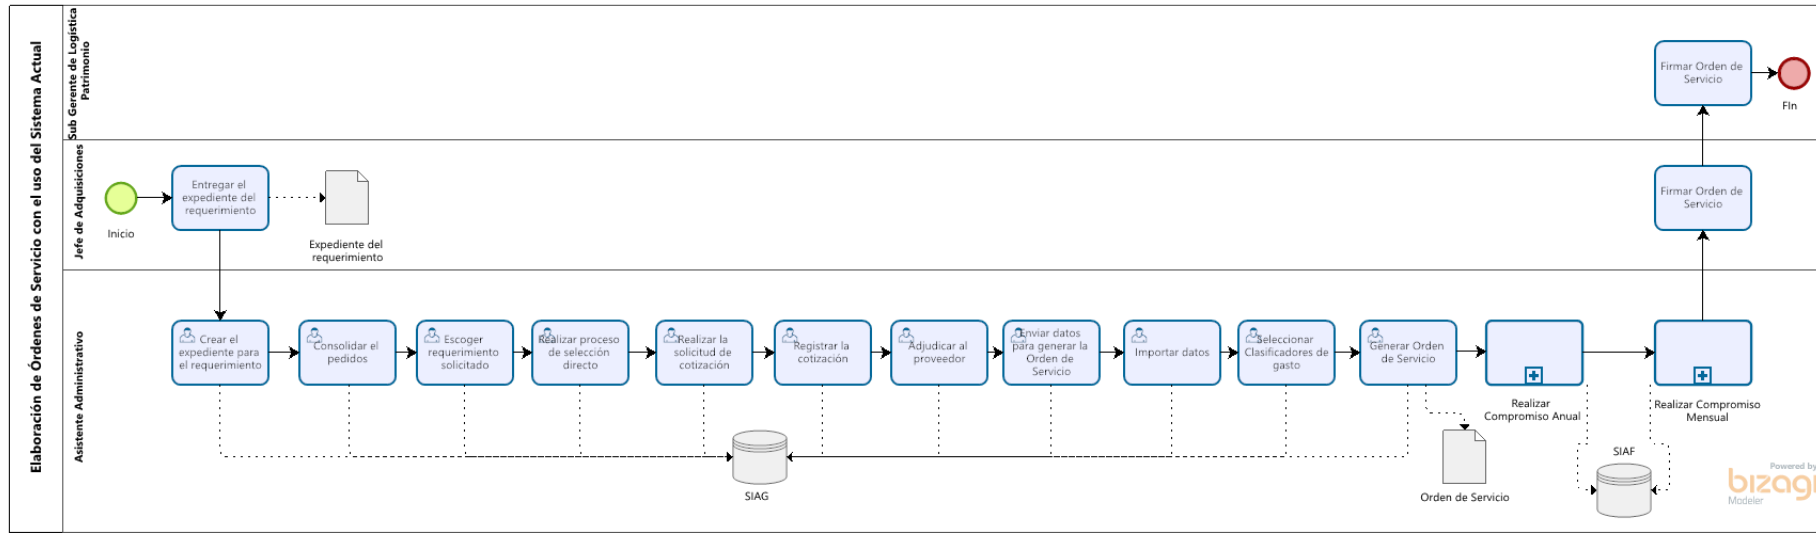 Elaboración de Órdenes de Servicio con el uso del Sistema Actual
Sub Gerente de Logística
Patrimonio
Firmar Orden de
Servicio
FIn
Jefe de Adquisiciones
Inicio
Entregar el
expediente del
requerimiento
Expediente del
requerimiento
Firmar Orden de
Servicio
Asistente Administrativo
Crear el
expediente para
el requerimiento
Consolidar el
pedidos
Escoger
requerimiento
solicitado
Realizar proceso
de selección
directo
Realizar la
solicitud de
cotización
Registrar la
cotización
Adjudicar al
proveedor
Enviar datos
para generar la
Orden de
Servicio
Importar datos
Seleccionar
Clasificadores de
gasto
Generar Orden
de Servicio
Realizar
Compromiso Anual
Realizar Compromiso
Mensual
SIAG
Orden de Servicio
SIAF
Powered by
bizagi
Modeler